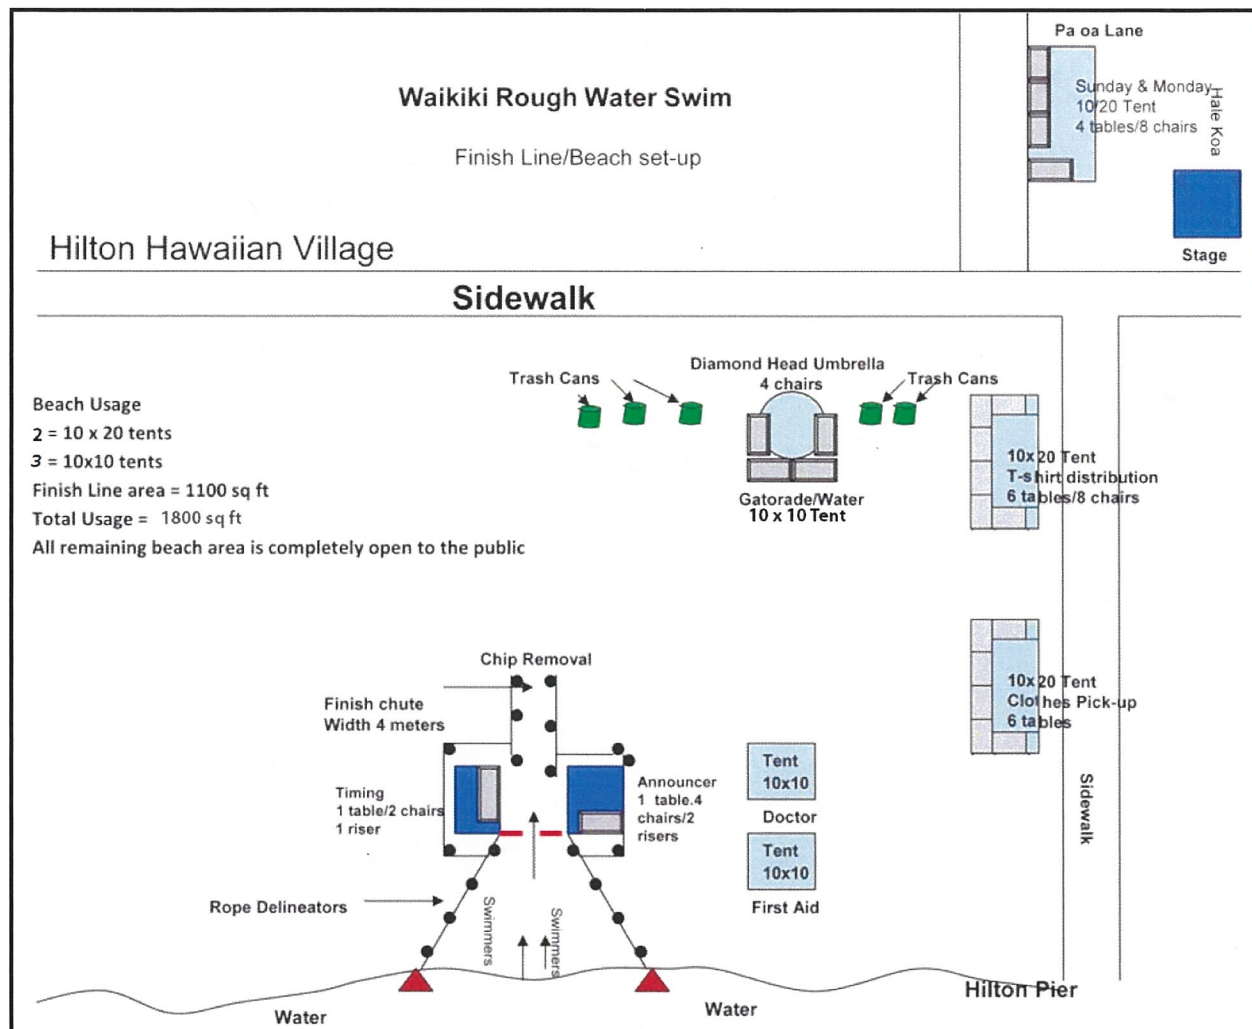 Pa oa Lane
Waikiki Rough Water Swim
Finish Line/Beach set-up
Sunday & Monday
10/20 Tent
4 tables/8 chairs
Hale Koa
Stage
Hilton Hawaiian Village
Sidewalk
Trash Cans
Diamond Head Umbrella
4 chairs
Trash Cans
Beach Usage
2 = 10 x 20 tents
3 = 10x10 tents
Finish Line area = 1100 sq ft
Total Usage = 1800 sq ft
All remaining beach area is completely open to the public
Gatorade/Water
10 x 10 Tent
10x20 Tent
T-shirt distribution
6 tables/8 chairs
Chip Removal
Finish chute
Width 4 meters
10x20 Tent
Clothes Pick-up
6 tables
Timing
1 table/2 chairs
1 riser
Announcer
1 table.4
chairs/2
risers
Tent
10x10
Doctor
Tent
10x10
First Aid
Sidewalk
Rope Delineators
Swimmers
Swimmers
Water
Water
Hilton Pier